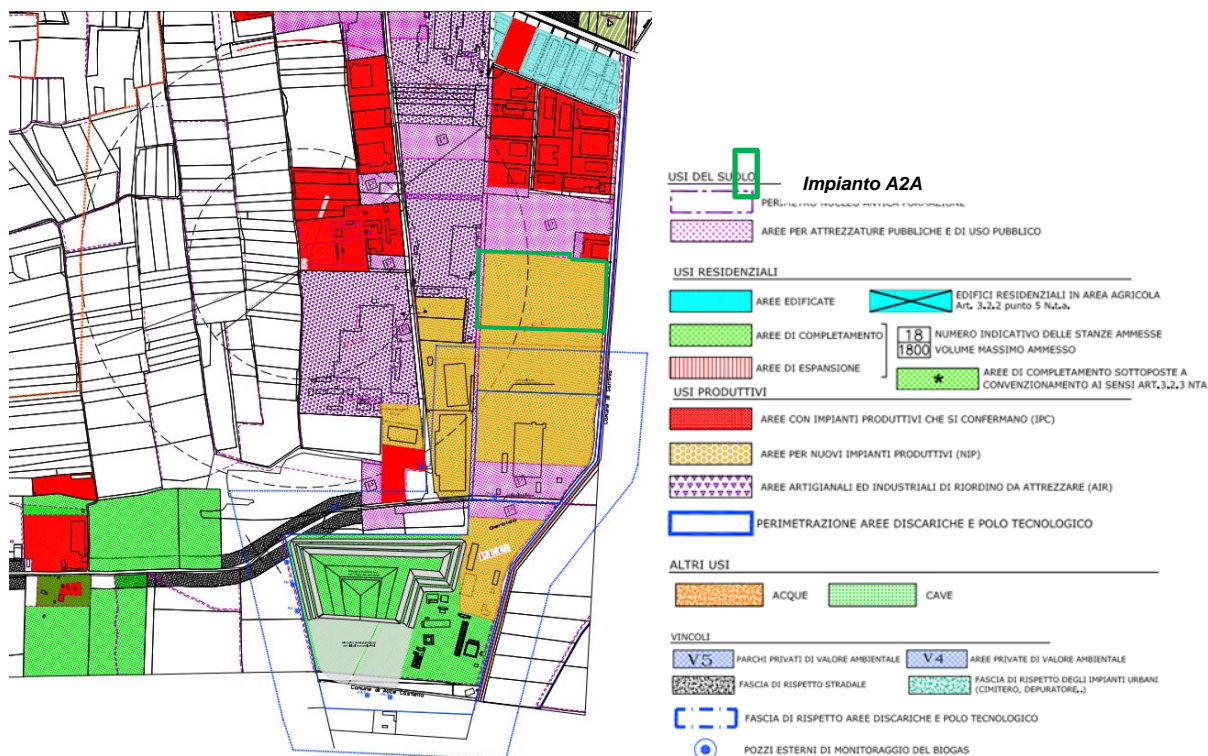 P.E.C.
Gerbido
USI DEL SUOLO
Impianto A2A
PERIMETRO NUCLEO ANTICA FORMAZIONE
AREE PER ATTREZZATURE PUBBLICHE E DI USO PUBBLICO
USI RESIDENZIALI
AREE EDIFICATE
EDIFICI RESIDENZIALI IN AREA AGRICOLA
Art. 3.2.2 punto 5 N.t.a.
AREE DI COMPLETAMENTO
18 NUMERO INDICATIVO DELLE STANZE AMMESSE
1800 VOLUME MASSIMO AMMESSO
AREE DI ESPANSIONE
* AREE DI COMPLETAMENTO SOTTOPOSTE A
CONVENZIONAMENTO AI SENSI ART.3.2.3 NTA
USI PRODUTTIVI
AREE CON IMPIANTI PRODUTTIVI CHE SI CONFERMANO (IPC)
AREE PER NUOVI IMPIANTI PRODUTTIVI (NIP)
AREE ARTIGIANALI ED INDUSTRIALI DI RIORDINO DA ATTREZZARE (AIR)
PERIMETRAZIONE AREE DISCARICHE E POLO TECNOLOGICO
ALTRI USI
ACQUE
CAVE
VINCOLI
V.5 PARCHI PRIVATI DI VALORE AMBIENTALE
V4 AREE PRIVATE DI VALORE AMBIENTALE
FASCIA DI RISPETTO STRADALE
FASCIA DI RISPETTO DEGLI IMPIANTI URBANI
(CIMITERO, DEPURATORE..)
FASCIA DI RISPETTO AREE DISCARICHE E POLO TECNOLOGICO
POZZI ESTERNI DI MONITORAGGIO DEL BIOGAS